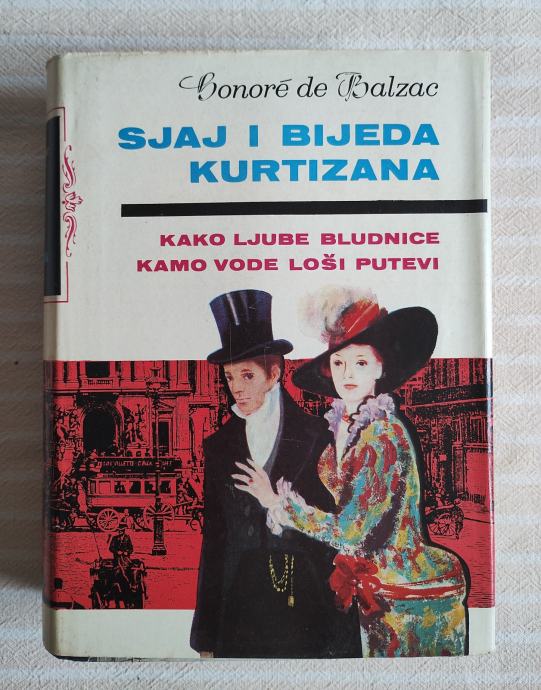 Honoré de Balzac
SJAJ I BIJEDA
KURTIZANA
KAKO LJUBE BLUDNICE
KAMO VODE LOŠI PUTEVI